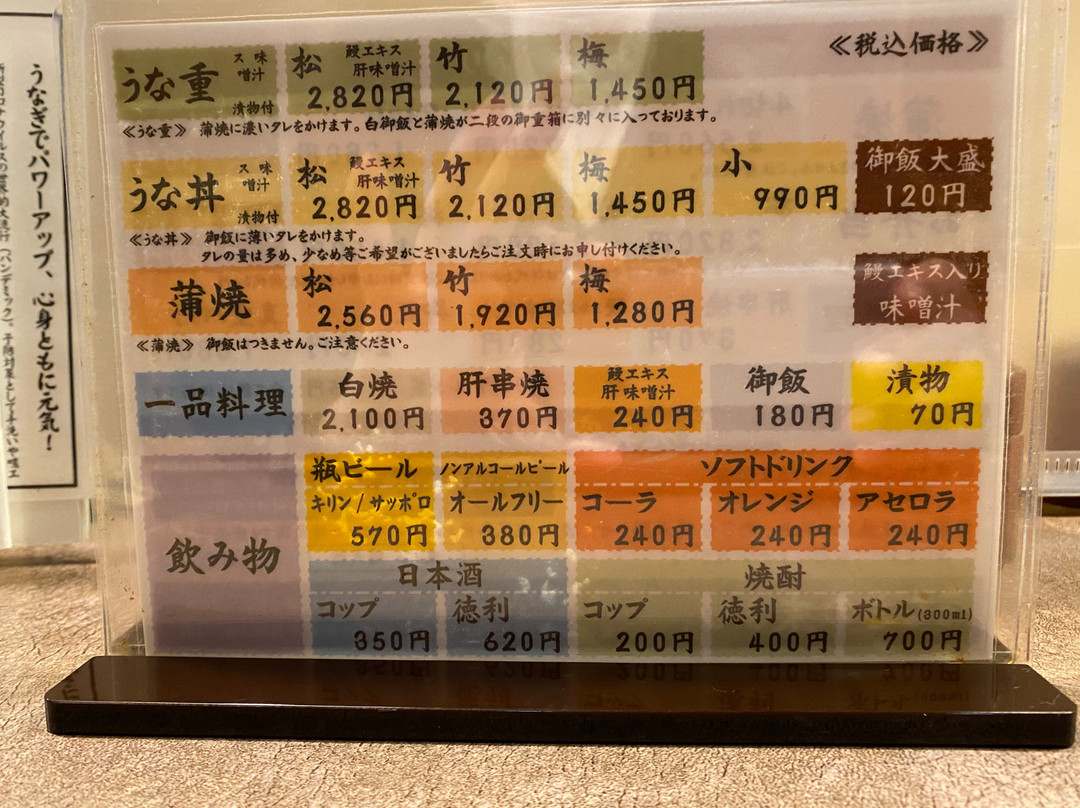 ≪税込価格≫
うな重 ス味噌汁 漬物付
松 鰻エキス肝味噌汁 2,820円
竹 2,120円
梅 1,450円
≪うな重≫ 蒲焼に濃いタレをかけます。白御飯と蒲焼が二段の御重箱に別々に入っております。
うな丼 ス味噌汁 漬物付
松 鰻エキス肝味噌汁 2,820円
竹 2,120円
梅 1,450円
小 990円
御飯大盛 120円
≪うな丼≫ 御飯に薄いタレをかけます。
タレの量は多め、少なめ等ご希望がございましたらご注文時にお申し付けください。
蒲焼
松 2,560円
竹 1,920円
梅 1,280円
鰻エキス入り
味噌汁
≪蒲焼≫ 御飯はつきません。ご注意ください。
一品料理
白焼 2,100円
肝串焼 370円
鰻エキス肝味噌汁 240円
御飯 180円
漬物 70円
飲み物
瓶ビール
キリン/サッポロ 570円
ノンアルコールビール
オールフリー 380円
ソフトドリンク
コーラ 240円
オレンジ 240円
アセロラ 240円
日本酒
コップ 350円
徳利 620円
焼酎
コップ 200円
徳利 400円
ボトル(300ml) 700円
うなぎでパワーアップ、心身ともに元気!